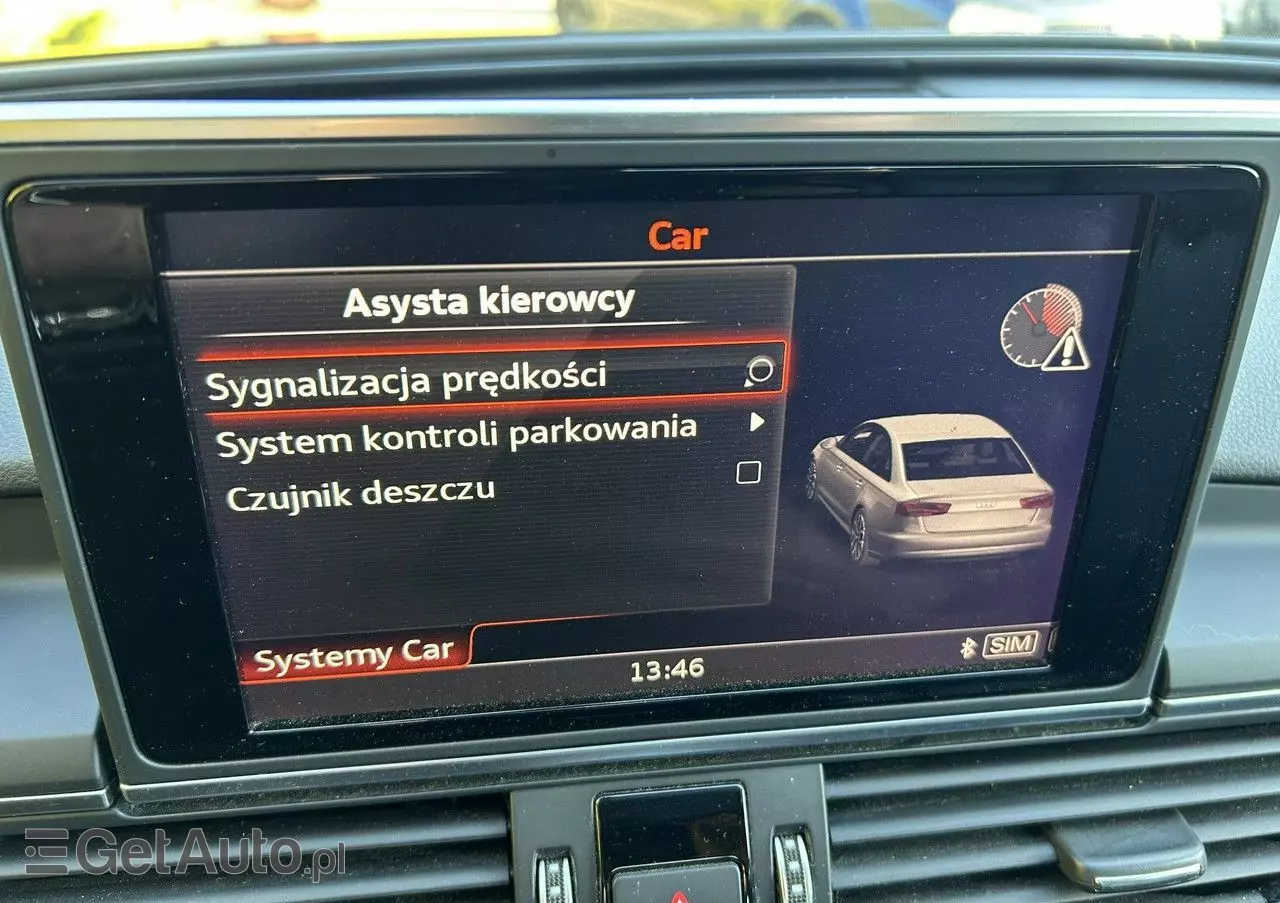 Car
Asysta kierowcy
Sygnalizacja prędkości
System kontroli parkowania
Czujnik deszczu
Systemy Car
13:46
SIM
GetAuto.pl